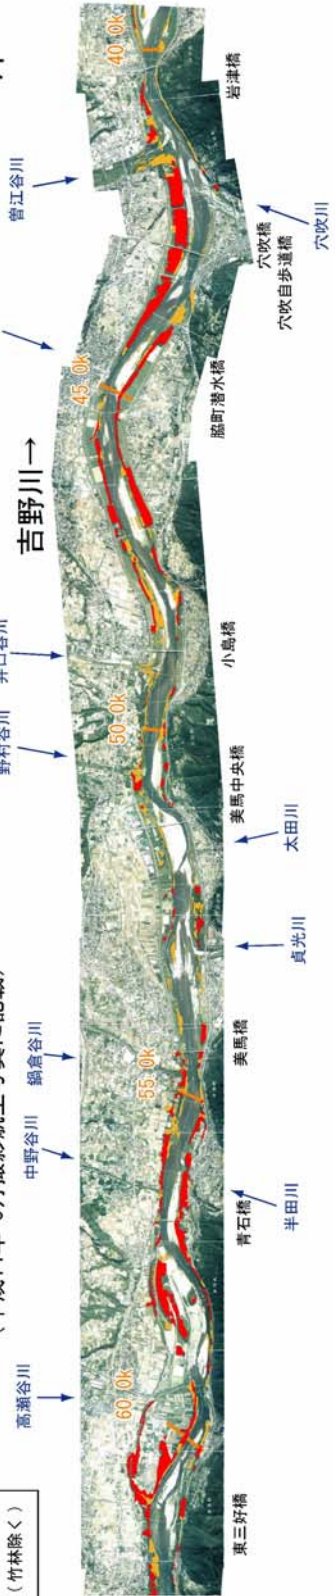 (竹林除く)
高瀬谷川
中野谷川
鍋倉谷川
野村谷川
井口谷川
曽江谷川
吉野川→
60.0k
55.0k
50.0k
45.0k
40.0k
東三好橋
青石橋
美馬橋
美馬中央橋
小島橋
脇町潜水橋
穴吹橋
穴吹自歩道橋
岩津橋
半田川
貞光川
太田川
穴吹川